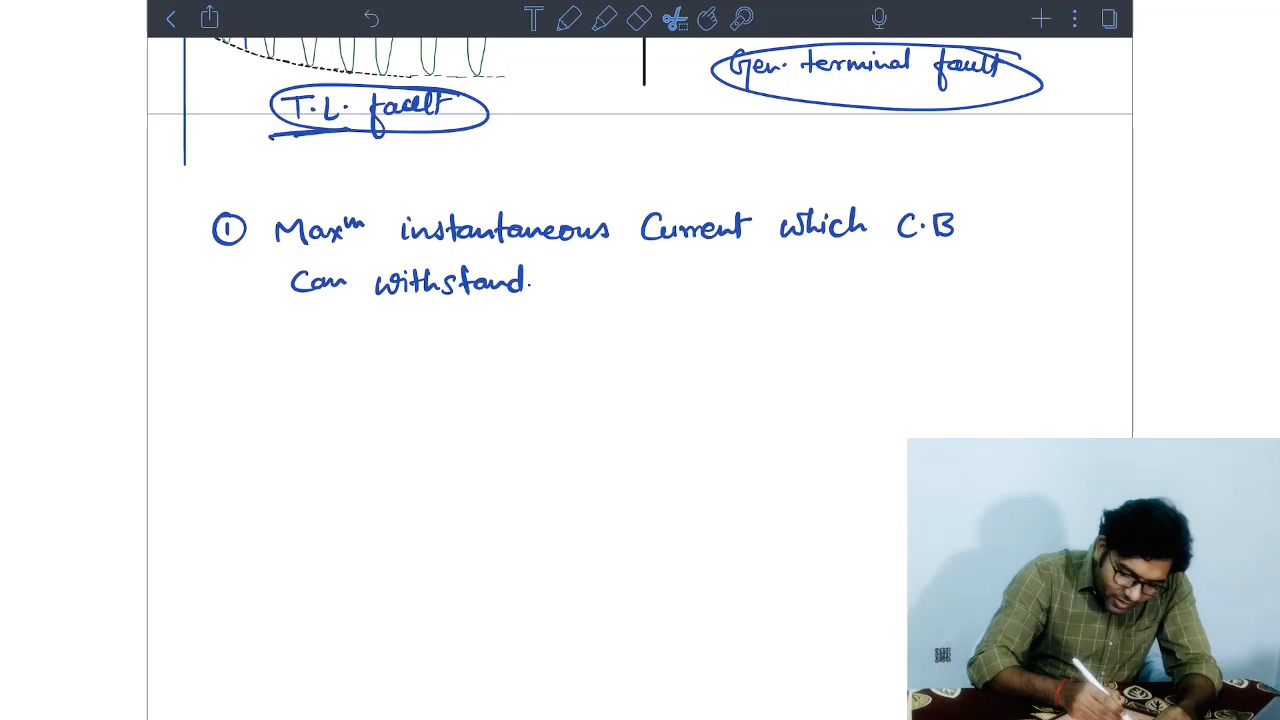 Gen. terminal fault
T.L. fault
① Maxᵐ instantaneous Current which C.B
Can withstand.